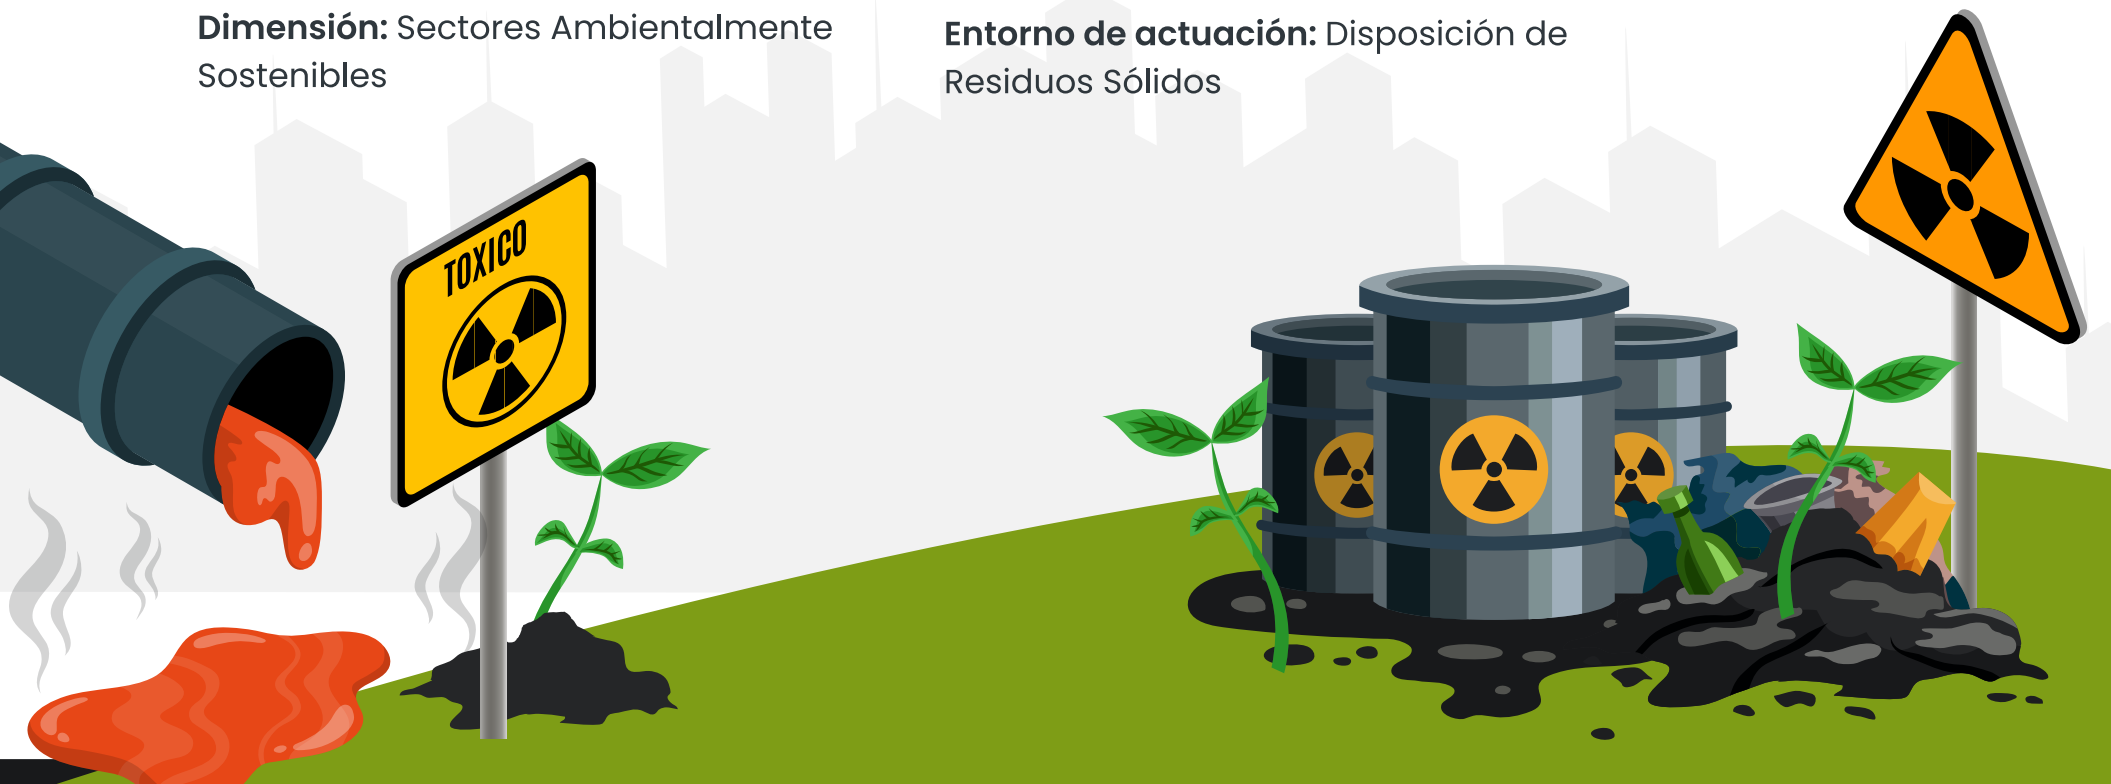 Dimensión: Sectores Ambientalmente
Sostenibles
Entorno de actuación: Disposición de
Residuos Sólidos
TOXICO